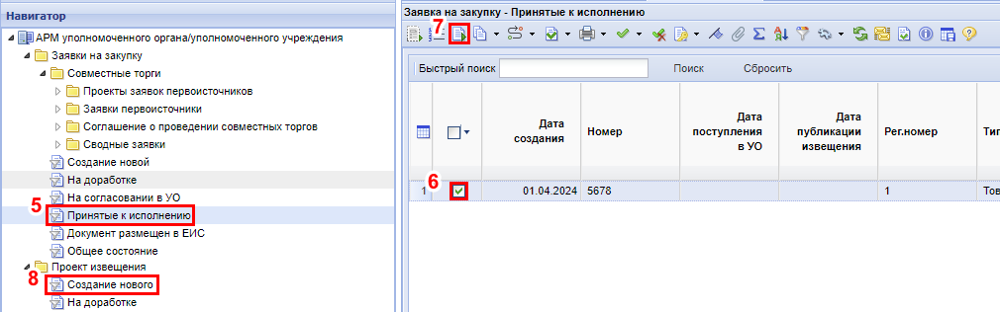 Навигатор
АРМ уполномоченного органа/уполномоченного учреждения
Заявки на закупку
Совместные торги
Проекты заявок первоисточников
Заявки первоисточники
Соглашение о проведении совместных торгов
Сводные заявки
Создание новой
На доработке
На согласовании в УО
5 Принятые к исполнению
Документ размещен в ЕИС
Общее состояние
Проект извещения
8 Создание нового
На доработке
Заявка на закупку - Принятые к исполнению
7
Быстрый поиск Поиск Сбросить
Дата создания Номер Дата поступления в УО Дата публикации извещения Рег.номер Тип
6
1 01.04.2024 5678 1 Тов